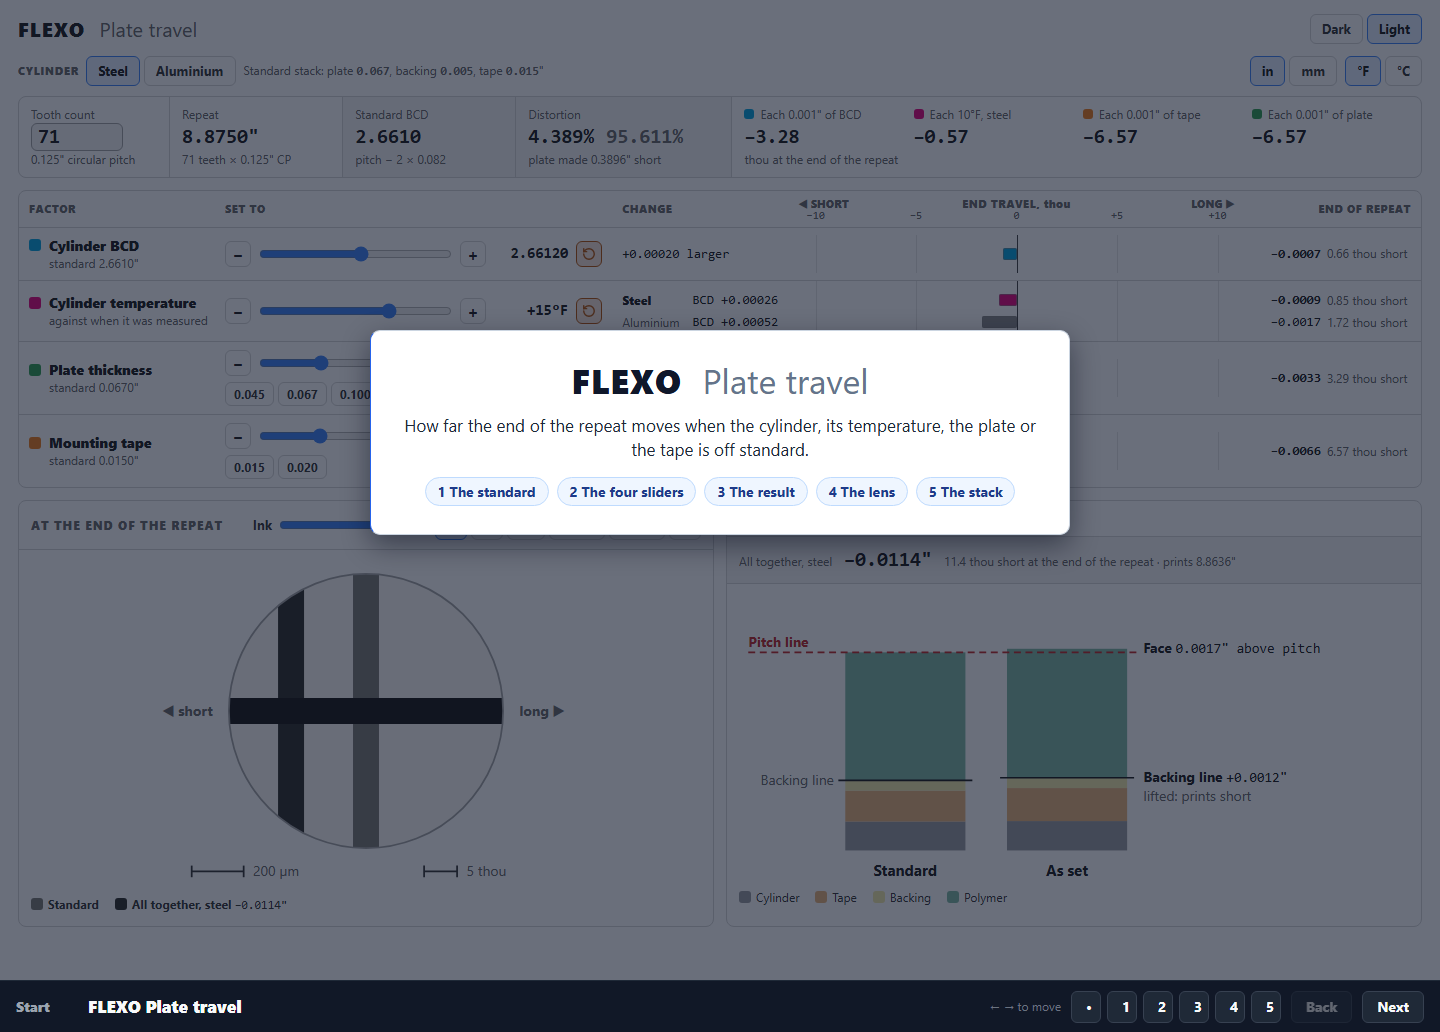 FLEXO Plate travel
Dark Light
CYLINDER Steel Aluminium Standard stack: plate 0.067, backing 0.005, tape 0.015"
in mm °F °C
Tooth count
71
0.125" circular pitch
Repeat
8.8750"
71 teeth × 0.125" CP
Standard BCD
2.6610
pitch − 2 × 0.082
Distortion
4.389% 95.611%
plate made 0.3896" short
Each 0.001" of BCD
−3.28
thou at the end of the repeat
Each 10°F, steel
−0.57
Each 0.001" of tape
−6.57
Each 0.001" of plate
−6.57
FACTOR SET TO CHANGE ◀ SHORT END TRAVEL, thou LONG ▶ END OF REPEAT
−10 −5 0 +5 +10
Cylinder BCD
standard 2.6610"
− + 2.66120 +0.00020 larger −0.0007 0.66 thou short
Cylinder temperature
against when it was measured
− + +15°F
Steel BCD +0.00026 −0.0009 0.85 thou short
Aluminium BCD +0.00052 −0.0017 1.72 thou short
Plate thickness
standard 0.0670"
−
0.045 0.067 0.100
−0.0033 3.29 thou short
Mounting tape
standard 0.0150"
−
0.015 0.020
−0.0066 6.57 thou short
FLEXO Plate travel
How far the end of the repeat moves when the cylinder, its temperature, the plate or
the tape is off standard.
1 The standard 2 The four sliders 3 The result 4 The lens 5 The stack
AT THE END OF THE REPEAT Ink
◀ short long ▶
200 µm 5 thou
Standard All together, steel −0.0114"
All together, steel −0.0114" 11.4 thou short at the end of the repeat · prints 8.8636"
Pitch line
Face 0.0017" above pitch
Backing line
Backing line +0.0012"
lifted: prints short
Standard As set
Cylinder Tape Backing Polymer
Start FLEXO Plate travel
← → to move • 1 2 3 4 5 Back Next